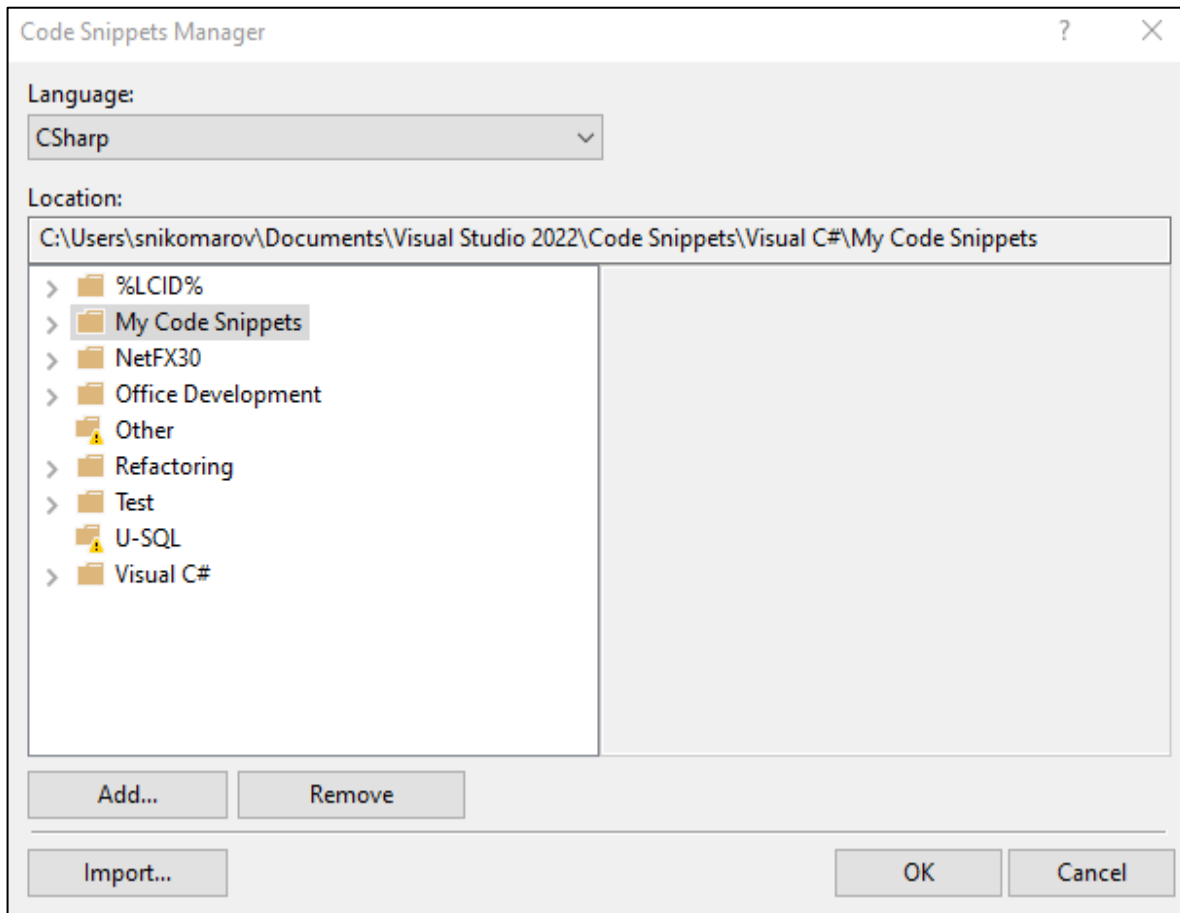 Code Snippets Manager ?
Language:
CSharp
Location:
C:\Users\snikomarov\Documents\Visual Studio 2022\Code Snippets\Visual C#\My Code Snippets
%LCID%
My Code Snippets
NetFX30
Office Development
Other
Refactoring
Test
U-SQL
Visual C#
Add... Remove
Import... OK Cancel